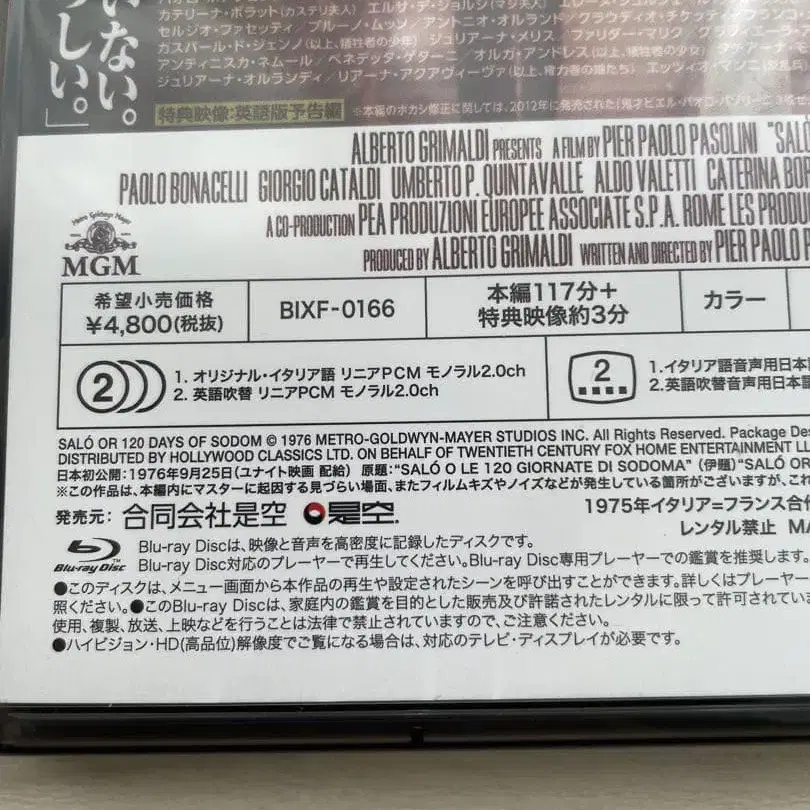 いない。
しい。」
カテリーナ・ボラット(カステリ夫人)
セルジオ・ファセッティ／ブルーノ・ムッソ／アントニオ・オルランド／クラウディオ・チケッティ／フランコ・
ガスパール・ド・ジェノ(以上、犠牲者の少年) ジュリアーナ・メリス／ファリダー・マリク／グラツィエーラ・
アンティニスカ・ネムール／ベネデッタ・ゲターニ／オルガ・アンドレス(以上、犠牲者の少女)
ジュリアーナ・オルランディ／リアーナ・アクアヴィーヴァ(以上、権力者の娘たち) エッツィオ・マンニ
特典映像:英語版予告編
※本編のボカシ修正に関しては、2012年に発売された
ALBERTO GRIMALDI PRESENTS A FILM BY PIER PAOLO PASOLINI "SALÓ
PAOLO BONACELLI GIORGIO CATALDI UMBERTO P. QUINTAVALLE ALDO VALETTI CATERINA BOR
A CO-PRODUCTION PEA PRODUZIONI EUROPEE ASSOCIATE S.P.A. ROME LES PRODU
PRODUCED BY ALBERTO GRIMALDI WRITTEN AND DIRECTED BY PIER PAOLO P
Metro Goldwyn Mayer
MGM
希望小売価格
¥4,800(税抜)
BIXF-0166
本編117分+
特典映像約3分
カラー
2
1. オリジナル・イタリア語 リニアPCM モノラル2.0ch
2. 英語吹替 リニアPCM モノラル2.0ch
2
1.イタリア語音声用日本語
2.英語吹替音声用日本
SALÓ OR 120 DAYS OF SODOM © 1976 METRO-GOLDWYN-MAYER STUDIOS INC. All Rights Reserved. Package Des
DISTRIBUTED BY HOLLYWOOD CLASSICS LTD. ON BEHALF OF TWENTIETH CENTURY FOX HOME ENTERTAINMENT LL
日本初公開:1976年9月25日(ユナイト映画 配給) 原題:"SALÓ O LE 120 GIORNATE DI SODOMA" (伊題)"SALÓ OR
※この作品は、本編内にマスターに起因する見づらい場面、またフィルムキズやノイズなどが発生している箇所がございますが、これ
発売元: 合同会社是空 是空.
1975年イタリア=フランス合作
レンタル禁止 MA
Blu-ray Disc™
Blu-ray Discは、映像と音声を高密度に記録したディスクです。
Blu-ray Disc対応のプレーヤーで再生してください。Blu-ray Disc専用プレーヤーでの鑑賞を推奨します。
●このディスクは、メニュー画面から本作品の再生や設定されたシーンを呼び出すことができます。詳しくはプレーヤー
照ください。●このBlu-ray Discは、家庭内の鑑賞を目的とした販売及び許諾されたレンタルに限って許可されてい
使用、複製、放送、上映などを行うことは法律で禁止されていますので、ご注意ください。
●ハイビジョン・HD(高品位)解像度でご覧になる場合は、対応のテレビ・ディスプレイが必要です。